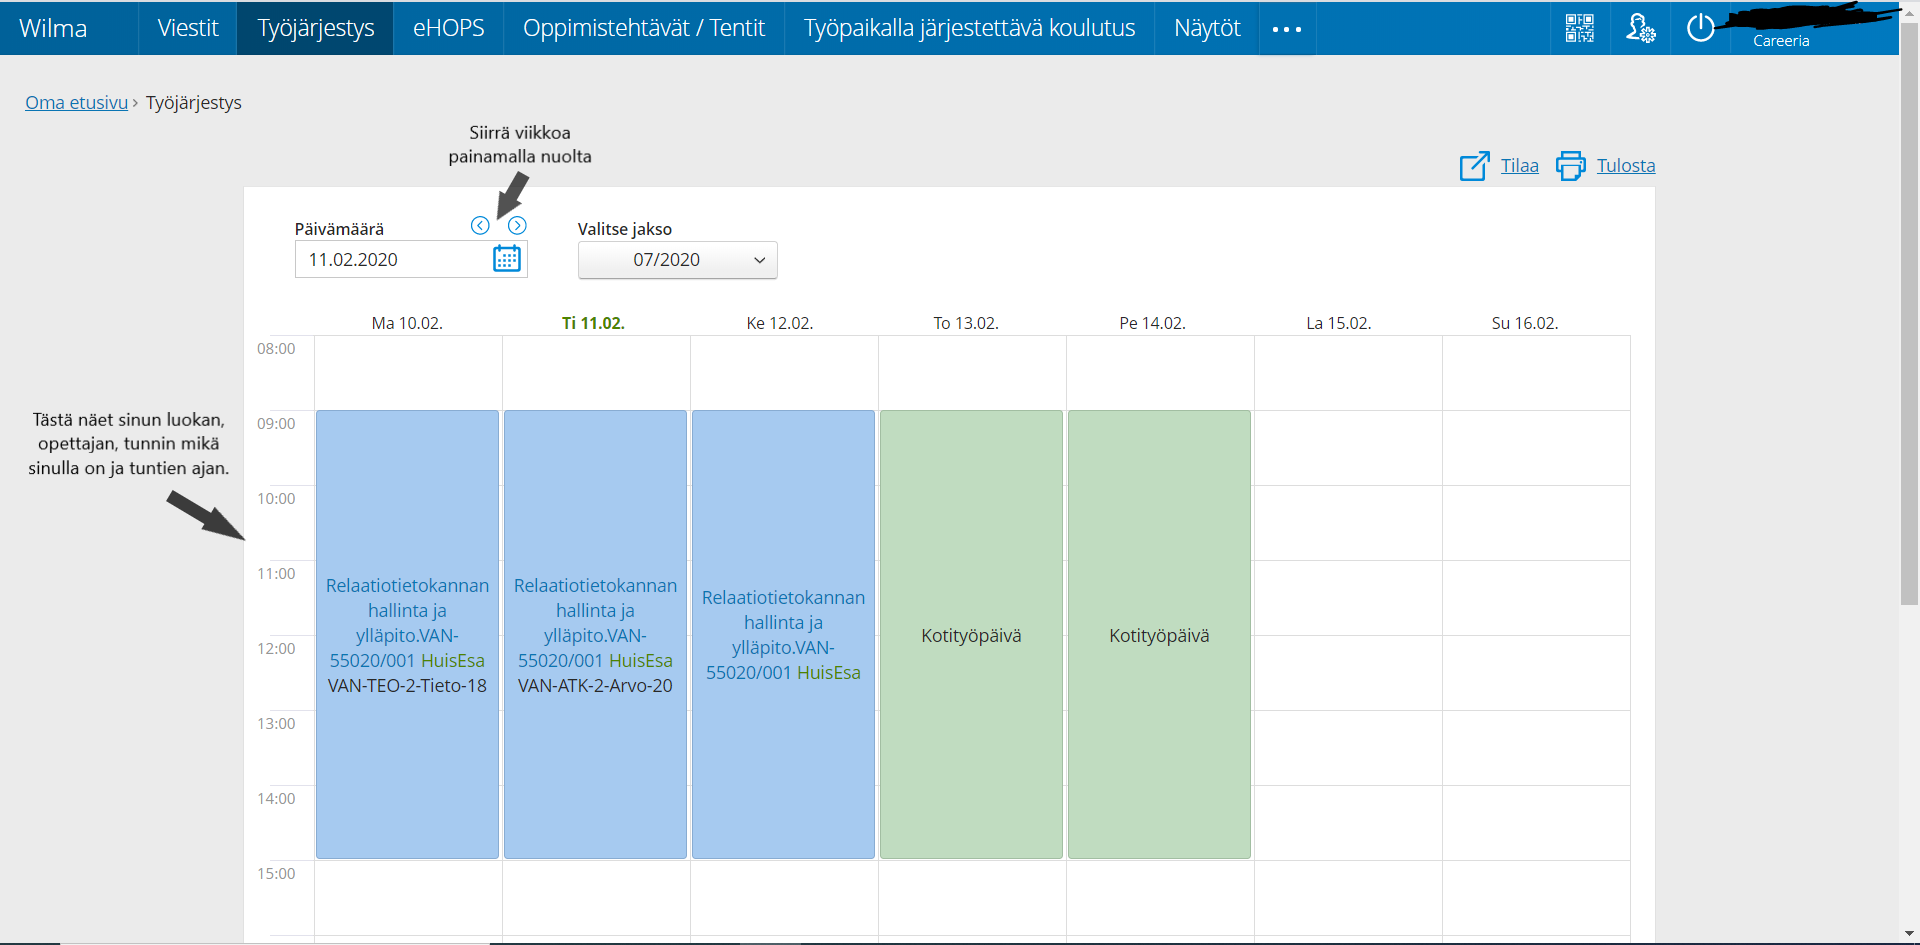 Wilma
Viestit
Työjärjestys
eHOPS
Oppimistehtävät / Tentit
Työpaikalla järjestettävä koulutus
Näytöt
Careeria
Oma etusivu › Työjärjestys
Siirrä viikkoa
painamalla nuolta
Tilaa
Tulosta
Päivämäärä
11.02.2020
Valitse jakso
07/2020
Ma 10.02.
Ti 11.02.
Ke 12.02.
To 13.02.
Pe 14.02.
La 15.02.
Su 16.02.
08:00
09:00
10:00
11:00
12:00
13:00
14:00
15:00
Tästä näet sinun luokan,
opettajan, tunnin mikä
sinulla on ja tuntien ajan.
Relaatiotietokannan
hallinta ja
ylläpito.VAN-
55020/001 HuisEsa
VAN-TEO-2-Tieto-18
Relaatiotietokannan
hallinta ja
ylläpito.VAN-
55020/001 HuisEsa
VAN-ATK-2-Arvo-20
Relaatiotietokannan
hallinta ja
ylläpito.VAN-
55020/001 HuisEsa
Kotityöpäivä
Kotityöpäivä